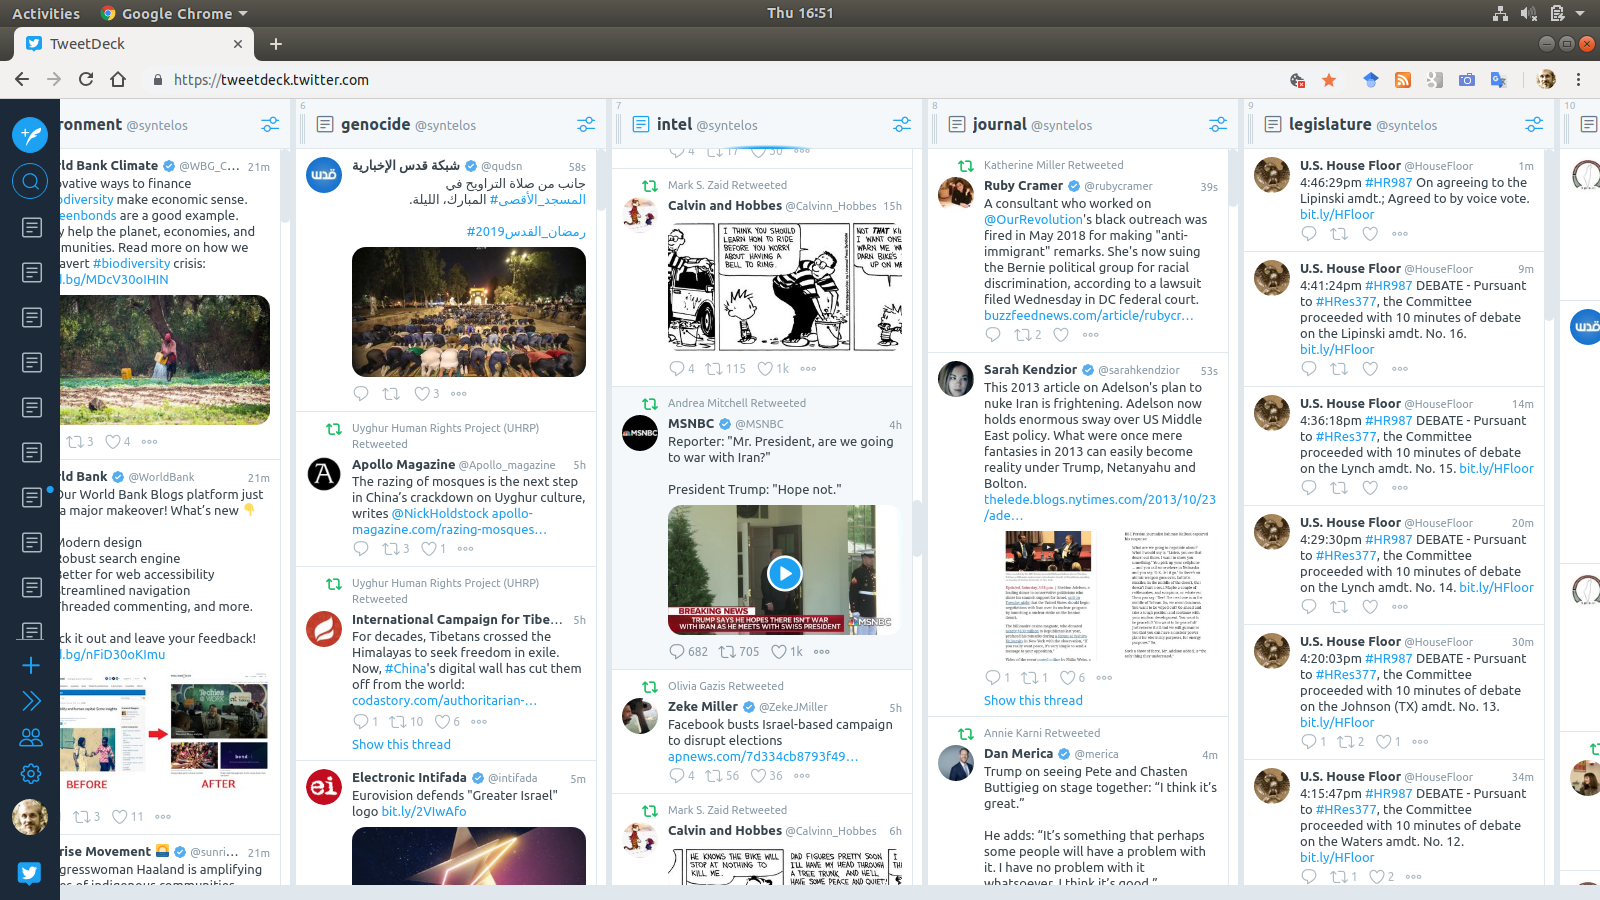 Activities
Google Chrome
Thu 16:51
TweetDeck
https://tweetdeck.twitter.com
ronment @syntelos
ld Bank Climate @WBG_C... 21m
ovative ways to finance
odiversity make economic sense.
eenbonds are a good example.
y help the planet, economies, and
munities. Read more on how we
avert #biodiversity crisis:
l.bg/MDcV30oIHIN
3 4
ld Bank @WorldBank 21m
Our World Bank Blogs platform just
a major makeover! What's new
Modern design
Robust search engine
Better for web accessibility
Streamlined navigation
Threaded commenting, and more.
ck it out and leave your feedback!
l.bg/nFiD30oKImu
BEFORE AFTER
3 11
rise Movement @sunri... 21m
gresswoman Haaland is amplifying
6
genocide @syntelos
شبكة قدس الإخبارية @qudsn 58s
جانب من صلاة التراويح في
المسجد_الأقصى# المبارك، الليلة.
رمضان_القدس2019#
3
Uyghur Human Rights Project (UHRP)
Retweeted
Apollo Magazine @Apollo_magazine 5h
The razing of mosques is the next step
in China's crackdown on Uyghur culture,
writes @NickHoldstock apollo-
magazine.com/razing-mosques...
3 1
Uyghur Human Rights Project (UHRP)
Retweeted
International Campaign for Tibe... 5h
For decades, Tibetans crossed the
Himalayas to seek freedom in exile.
Now, #China's digital wall has cut them
off from the world:
codastory.com/authoritarian-...
1 10 6
Show this thread
Electronic Intifada @intifada 5m
Eurovision defends "Greater Israel"
logo bit.ly/2VIwAfo
7
intel @syntelos
4 17 30
Mark S. Zaid Retweeted
Calvin and Hobbes @Calvinn_Hobbes 15h
I THINK YOU SHOULD
LEARN HOW TO RIDE
BEFORE YOU WORRY
ABOUT HAVING A
BELL TO RING.
NOT THAT KI
I WANT ONE
WARN ME W
DARN BIKES
UP ON ME
4 115 1k
Andrea Mitchell Retweeted
MSNBC @MSNBC 4h
Reporter: "Mr. President, are we going
to war with Iran?"
President Trump: "Hope not."
BREAKING NEWS
TRUMP SAYS HE HOPES THERE ISN'T WAR
WITH IRAN AS HE MEETS WITH SWISS PRESIDENT
MSNBC
682 705 1k
Olivia Gazis Retweeted
Zeke Miller @ZekeJMiller 5h
Facebook busts Israel-based campaign
to disrupt elections
apnews.com/7d334cb8793f49...
4 56 36
Mark S. Zaid Retweeted
Calvin and Hobbes @Calvinn_Hobbes 6h
HE KNOWS THE BIKE WILL
STOP AT NOTHING TO
KILL ME.
DAD FIGURES PRETTY SOON
I'LL HAVE MY HEAD THROUGH
A TREE TRUNK, AND HE'LL
HAVE SOME PEACE AND QUIET.
8
journal @syntelos
Katherine Miller Retweeted
Ruby Cramer @rubycramer 39s
A consultant who worked on
@OurRevolution's black outreach was
fired in May 2018 for making "anti-
immigrant" remarks. She's now suing
the Bernie political group for racial
discrimination, according to a lawsuit
filed Wednesday in DC federal court.
buzzfeednews.com/article/rubycr...
2
Sarah Kendzior @sarahkendzior 53s
This 2013 article on Adelson's plan to
nuke Iran is frightening. Adelson now
holds enormous sway over US Middle
East policy. What were once mere
fantasies in 2013 can easily become
reality under Trump, Netanyahu and
Bolton.
thelede.blogs.nytimes.com/2013/10/23
/ade...
1 1 6
Show this thread
Annie Karni Retweeted
Dan Merica @merica 4m
Trump on seeing Pete and Chasten
Buttigieg on stage together: “I think it's
great.”
He adds: “It's something that perhaps
some people will have a problem with
it. I have no problem with it
whatsoever. I think it's good.”
9
legislature @syntelos
U.S. House Floor @HouseFloor 1m
4:46:29pm #HR987 On agreeing to the
Lipinski amdt.; Agreed to by voice vote.
bit.ly/HFloor
U.S. House Floor @HouseFloor 9m
4:41:24pm #HR987 DEBATE - Pursuant
to #HRes377, the Committee
proceeded with 10 minutes of debate
on the Lipinski amdt. No. 16.
bit.ly/HFloor
U.S. House Floor @HouseFloor 14m
4:36:18pm #HR987 DEBATE - Pursuant
to #HRes377, the Committee
proceeded with 10 minutes of debate
on the Lynch amdt. No. 15. bit.ly/HFloor
U.S. House Floor @HouseFloor 20m
4:29:30pm #HR987 DEBATE - Pursuant
to #HRes377, the Committee
proceeded with 10 minutes of debate
on the Lynch amdt. No. 14. bit.ly/HFloor
U.S. House Floor @HouseFloor 30m
4:20:03pm #HR987 DEBATE - Pursuant
to #HRes377, the Committee
proceeded with 10 minutes of debate
on the Johnson (TX) amdt. No. 13.
bit.ly/HFloor
1 2 1
U.S. House Floor @HouseFloor 34m
4:15:47pm #HR987 DEBATE - Pursuant
to #HRes377, the Committee
proceeded with 10 minutes of debate
on the Waters amdt. No. 12.
bit.ly/HFloor
1 2
10